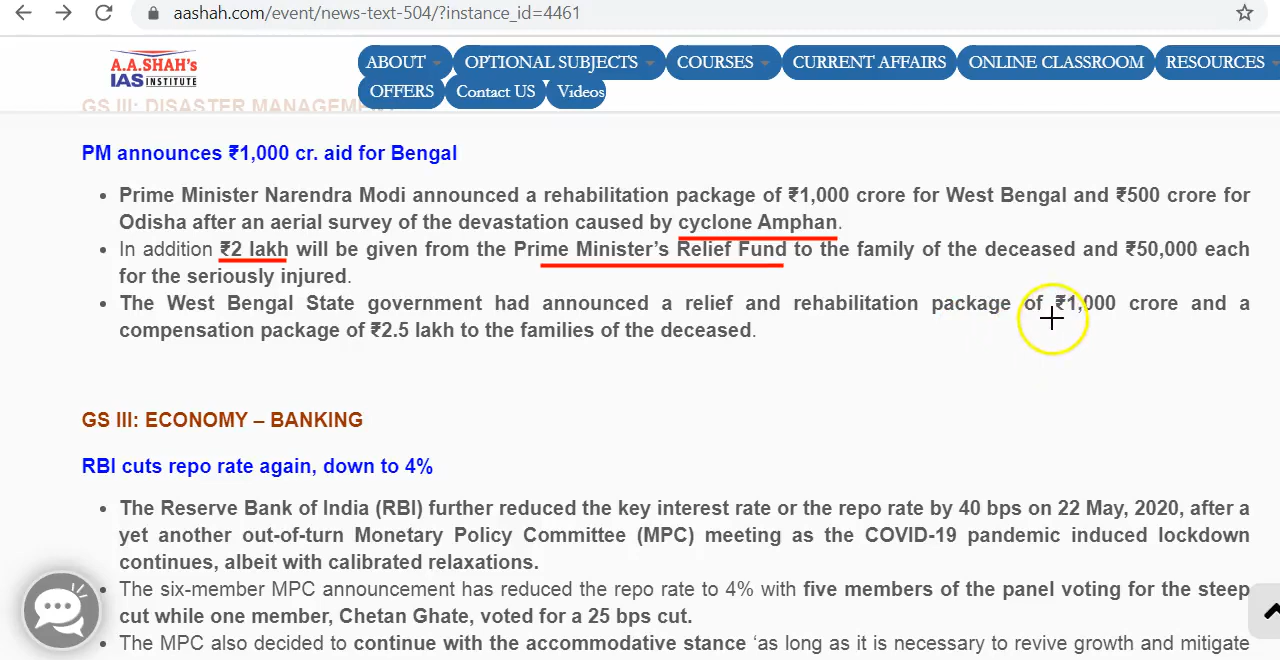 aashah.com/event/news-text-504/?instance_id=4461
A.A.SHAH's
IAS INSTITUTE
ABOUT OPTIONAL SUBJECTS COURSES CURRENT AFFAIRS ONLINE CLASSROOM RESOURCES
OFFERS Contact US Videos
GS III: DISASTER MANAGEMENT
PM announces ₹1,000 cr. aid for Bengal
• Prime Minister Narendra Modi announced a rehabilitation package of ₹1,000 crore for West Bengal and ₹500 crore for
Odisha after an aerial survey of the devastation caused by cyclone Amphan.
• In addition ₹2 lakh will be given from the Prime Minister’s Relief Fund to the family of the deceased and ₹50,000 each
for the seriously injured.
• The West Bengal State government had announced a relief and rehabilitation package of ₹1,000 crore and a
compensation package of ₹2.5 lakh to the families of the deceased.
GS III: ECONOMY – BANKING
RBI cuts repo rate again, down to 4%
• The Reserve Bank of India (RBI) further reduced the key interest rate or the repo rate by 40 bps on 22 May, 2020, after a
yet another out-of-turn Monetary Policy Committee (MPC) meeting as the COVID-19 pandemic induced lockdown
continues, albeit with calibrated relaxations.
• The six-member MPC announcement has reduced the repo rate to 4% with five members of the panel voting for the steep
cut while one member, Chetan Ghate, voted for a 25 bps cut.
• The MPC also decided to continue with the accommodative stance ‘as long as it is necessary to revive growth and mitigate